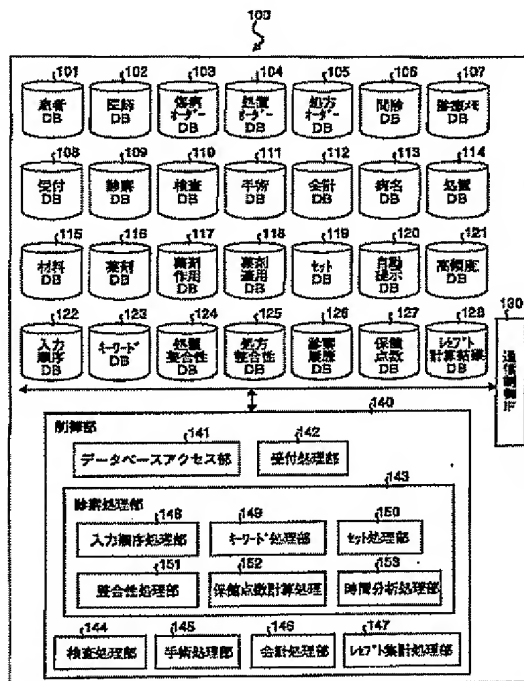 100
101 102 103 104 105 106 107
患者 医師 傷病 処置 処方 問診 診療メモ
DB DB オーダー オーダー オーダー DB DB
DB DB DB
108 109 110 111 112 113 114
受付 診察 検査 手術 会計 病名 処置
DB DB DB DB DB DB DB
115 116 117 118 119 120 121
材料 薬剤 薬剤 薬剤 セット 自動 高頻度
DB DB 作用 適用 DB 提示 DB
DB DB DB
122 123 124 125 126 127 128
入力 キーワード 処置 処方 診察 保健 レセプト
順序 DB 整合性 整合性 履歴 点数 計算結果
DB DB DB DB DB DB
130
通信制御IF
140
制御部
141 142
データベースアクセス部 受付処理部
143
診察処理部
148 149 150
入力順序処理部 キーワード処理部 セット処理部
151 152 153
整合性処理部 保健点数計算処理 時間分析処理部
144 145 146 147
検査処理部 手術処理部 会計処理部 レセプト集計処理部